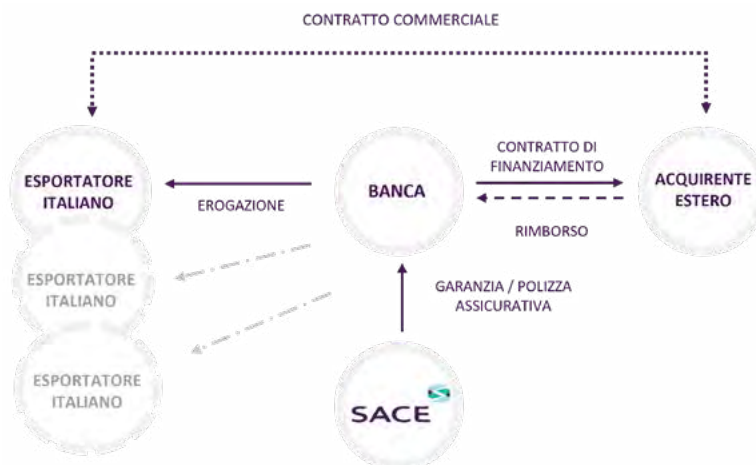 CONTRATTO COMMERCIALE
ESPORTATORE
ITALIANO
EROGAZIONE
BANCA
CONTRATTO DI
FINANZIAMENTO
RIMBORSO
ACQUIRENTE
ESTERO
ESPORTATORE
ITALIANO
GARANZIA / POLIZZA
ASSICURATIVA
ESPORTATORE
ITALIANO
SACE